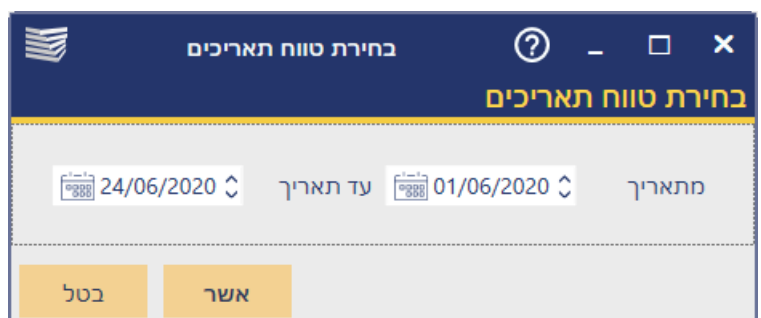 בחירת טווח תאריכים
בחירת טווח תאריכים
מתאריך 01/06/2020 עד תאריך 24/06/2020
אשר בטל